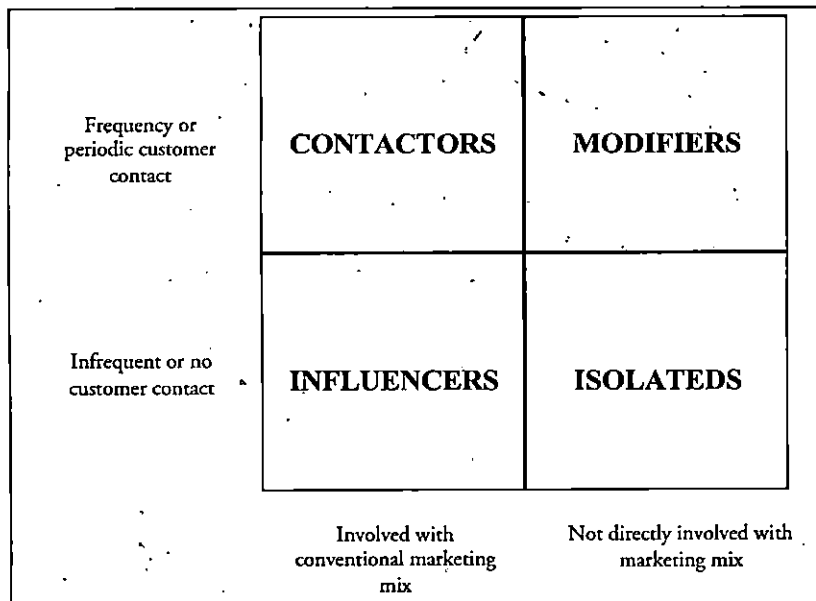 Frequency or
periodic customer
contact
CONTACTORS
MODIFIERS
Infrequent or no
customer contact
INFLUENCERS
ISOLATEDS
Involved with
conventional marketing
mix
Not directly involved with
marketing mix